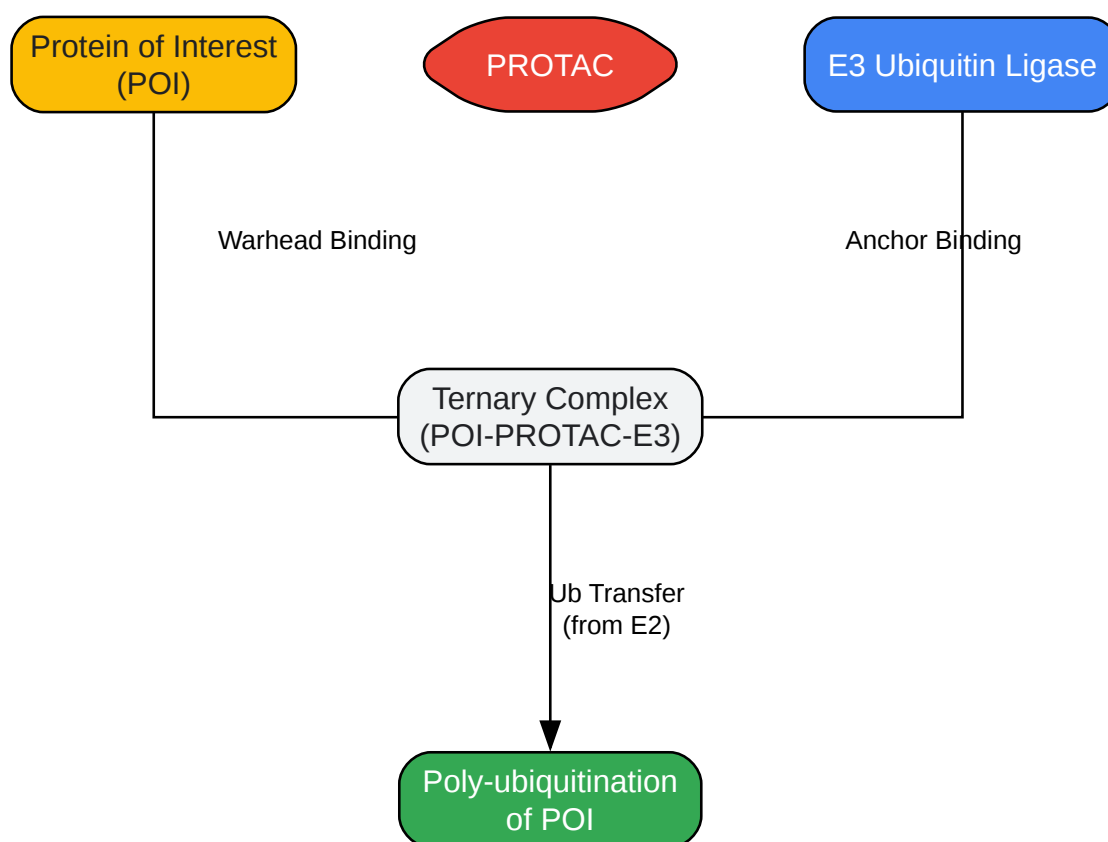 Protein of Interest
(POI)
PROTAC
E3 Ubiquitin Ligase
Warhead Binding
Anchor Binding
Ternary Complex
(POI-PROTAC-E3)
Ub Transfer
(from E2)
Poly-ubiquitination
of POI